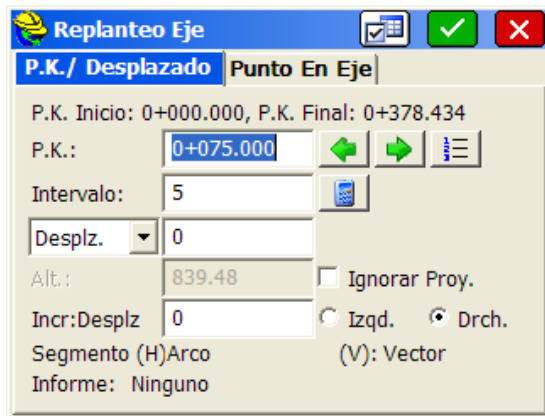 Replanteo Eje
P.K./ Desplazado Punto En Eje
P.K. Inicio: 0+000.000, P.K. Final: 0+378.434
P.K.: 0+075.000
Intervalo: 5
Desplz. 0
Alt.: 839.48 Ignorar Proy.
Incr:Desplz 0 Izqd. Drch.
Segmento (H)Arco (V): Vector
Informe: Ninguno